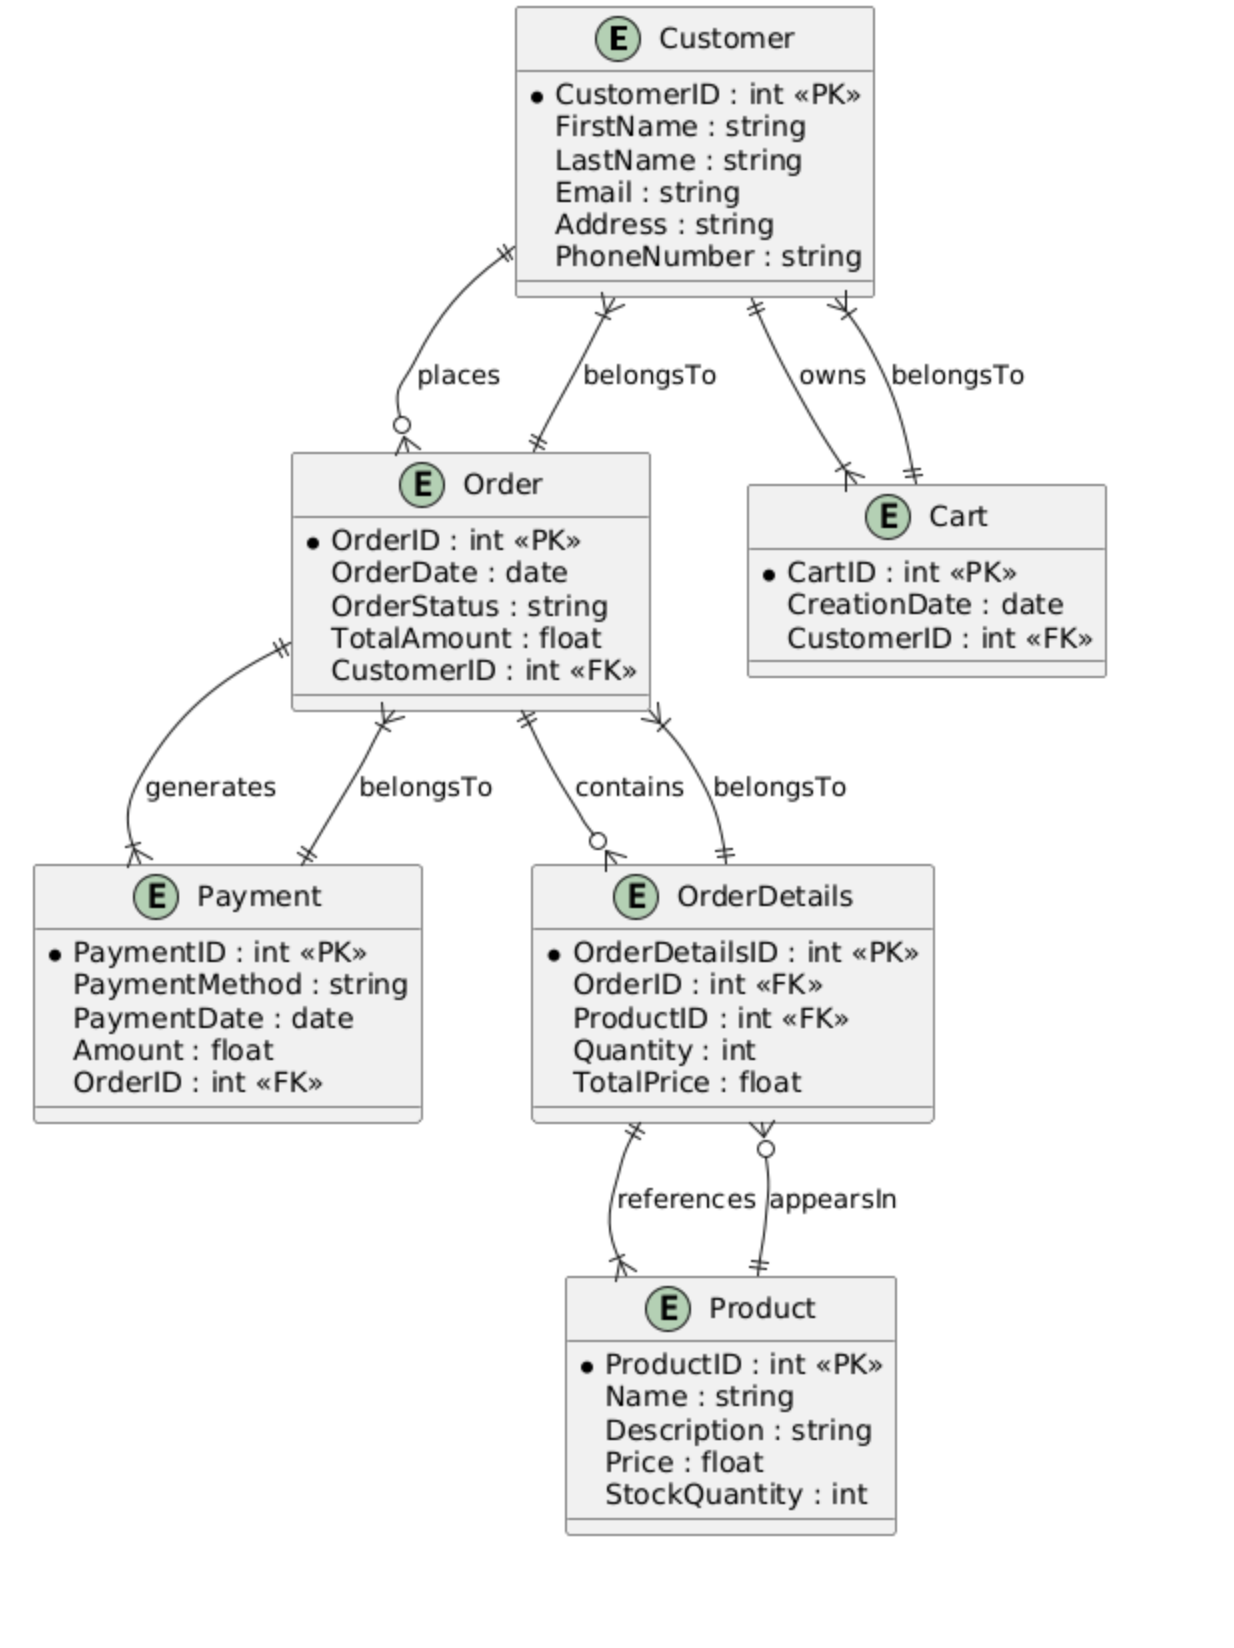 E Customer
CustomerID : int «PK»
FirstName : string
LastName : string
Email : string
Address : string
PhoneNumber : string
places
belongsTo
owns
belongsTo
E Order
OrderID : int «PK»
OrderDate : date
OrderStatus : string
TotalAmount : float
CustomerID : int «FK»
E Cart
CartID : int «PK»
CreationDate : date
CustomerID : int «FK»
generates
belongsTo
contains
belongsTo
E Payment
PaymentID : int «PK»
PaymentMethod : string
PaymentDate : date
Amount : float
OrderID : int «FK»
E OrderDetails
OrderDetailsID : int «PK»
OrderID : int «FK»
ProductID : int «FK»
Quantity : int
TotalPrice : float
references
appearsIn
E Product
ProductID : int «PK»
Name : string
Description : string
Price : float
StockQuantity : int